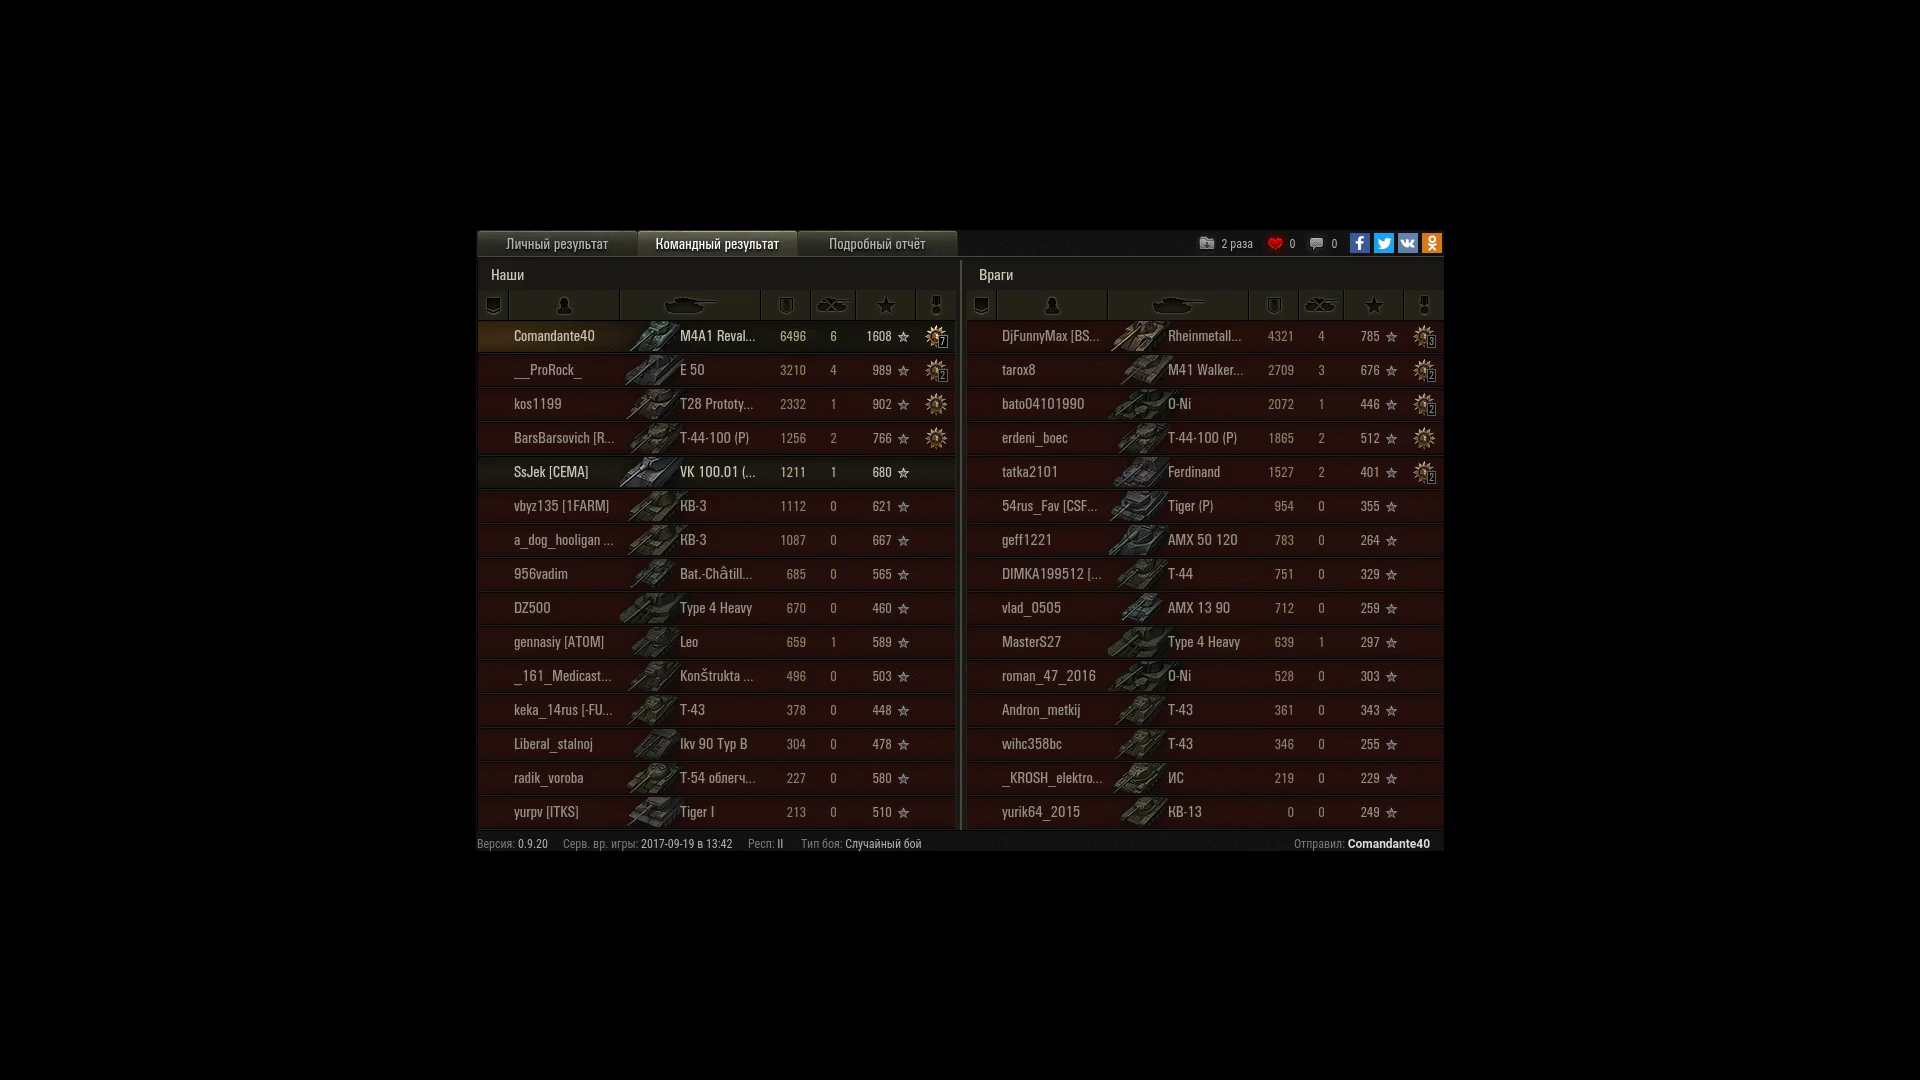 Личный результат Командный результат Подробный отчёт 2 раза 0 0
Наши Враги
Comandante40 M4A1 Reval... 6496 6 1608 7
__ProRock_ E 50 3210 4 989 2
kos1199 T28 Prototy... 2332 1 902
BarsBarsovich [R... Т-44-100 (Р) 1256 2 766
SsJek [CEMA] VK 100.01 (... 1211 1 680
vbyz135 [1FARM] КВ-3 1112 0 621
a_dog_hooligan ... КВ-3 1087 0 667
956vadim Bat.-Châtill... 685 0 565
DZ500 Type 4 Heavy 670 0 460
gennasiy [ATOM] Leo 659 1 589
_161_Medicast... Konštrukta ... 496 0 503
keka_14rus [-FU... Т-43 378 0 448
Liberal_stalnoj Ikv 90 Typ B 304 0 478
radik_voroba Т-54 облегч... 227 0 580
yurpv [ITKS] Tiger I 213 0 510
DjFunnyMax [BS... Rheinmetall... 4321 4 785 3
tarox8 M41 Walker... 2709 3 676 2
bato04101990 O-Ni 2072 1 446 2
erdeni_boec Т-44-100 (Р) 1865 2 512
tatka2101 Ferdinand 1527 2 401 2
54rus_Fav [CSF... Tiger (P) 954 0 355
geff1221 AMX 50 120 783 0 264
DIMKA199512 [... Т-44 751 0 329
vlad_0505 AMX 13 90 712 0 259
MasterS27 Type 4 Heavy 639 1 297
roman_47_2016 O-Ni 528 0 303
Andron_metkij Т-43 361 0 343
wihc358bc Т-43 346 0 255
_KROSH_elektro... ИС 219 0 229
yurik64_2015 КВ-13 0 0 249
Версия: 0.9.20 Серв. вр. игры: 2017-09-19 в 13:42 Респ: II Тип боя: Случайный бой Отправил: Comandante40